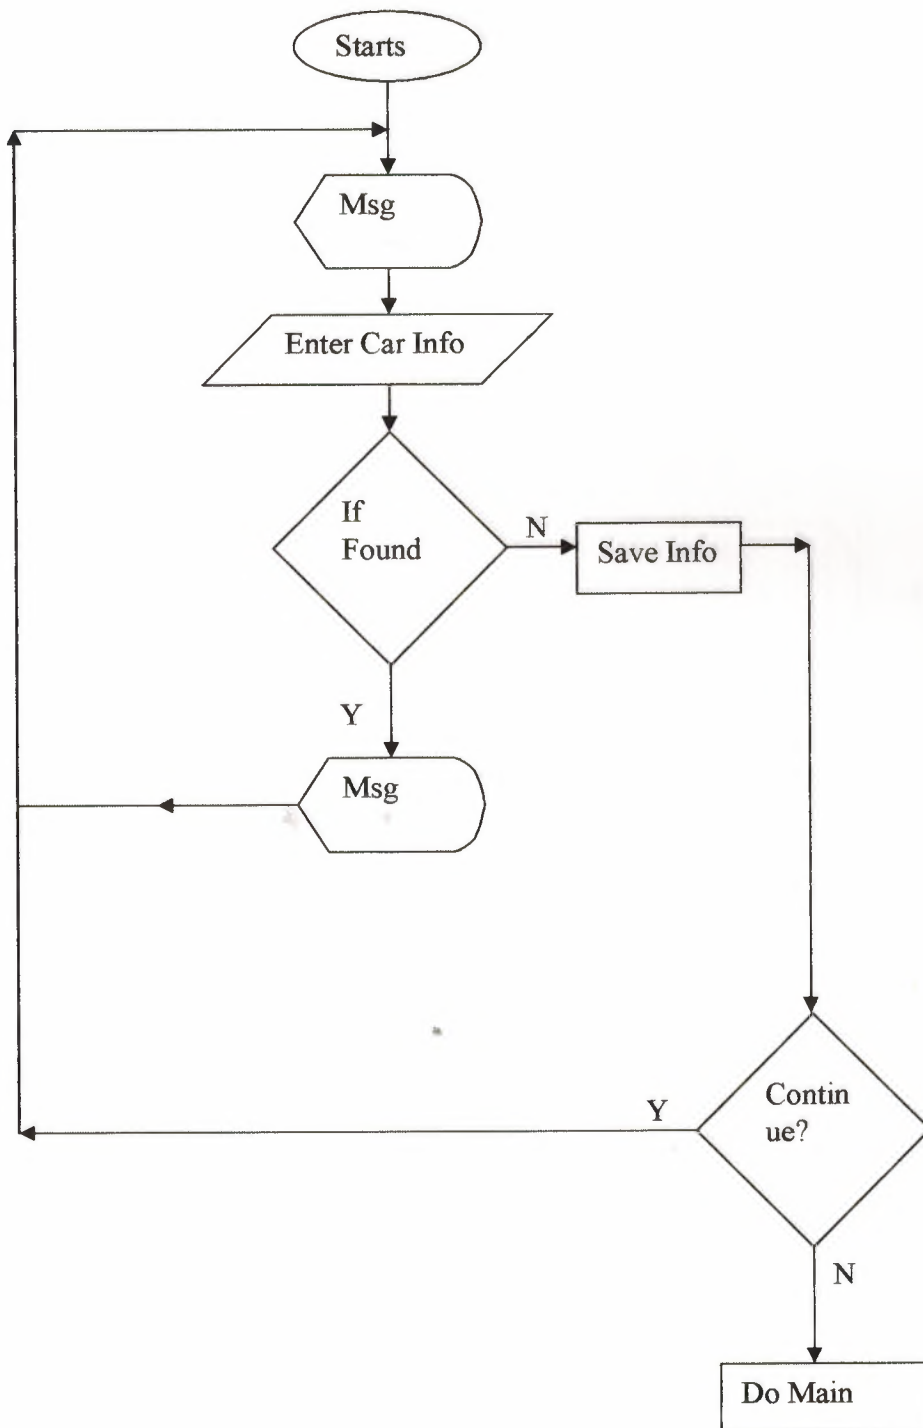 Starts
Msg
Enter Car Info
If
Found
N
Save Info
Y
Msg
Contin
ue?
Y
N
Do Main